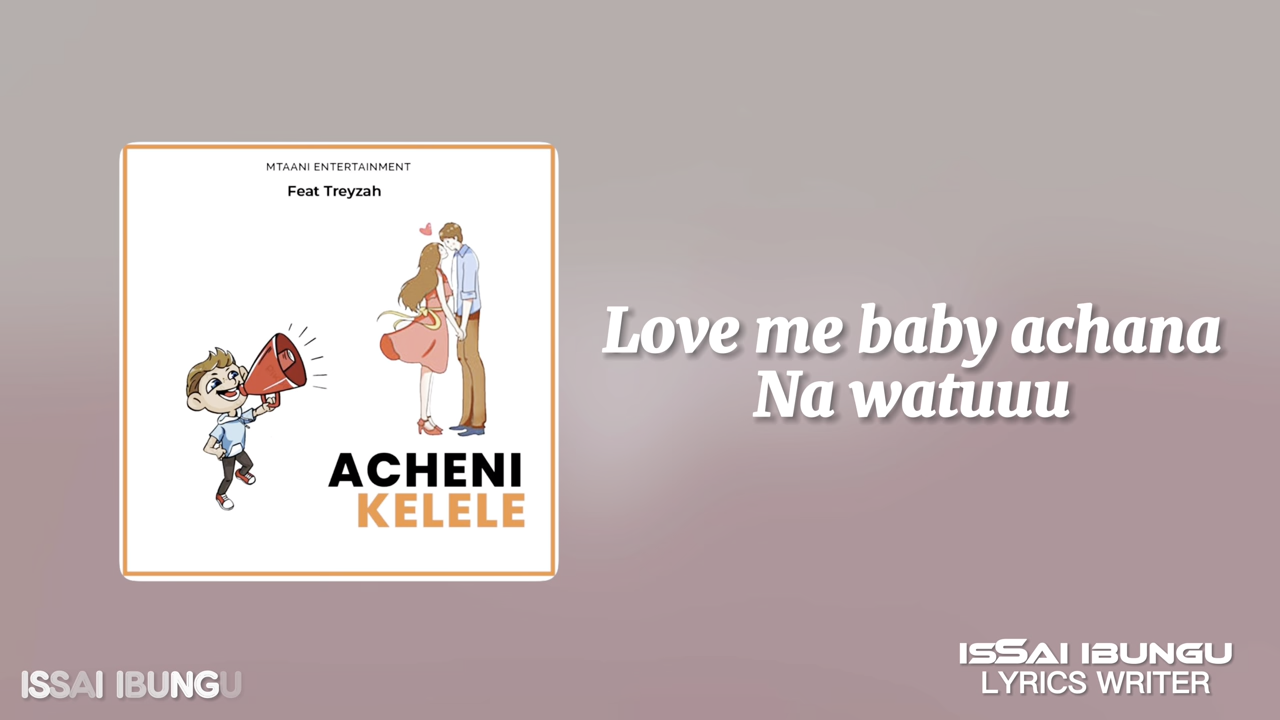 MTAANI ENTERTAINMENT
Feat Treyzah
ACHENI
KELELE
Love me baby achana
Na watuuu
ISSAI IBUNGU
ISSAI IBUNGU
LYRICS WRITER